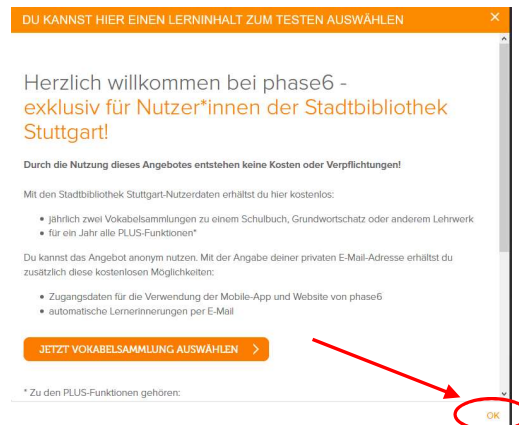 DU KANNST HIER EINEN LERNINHALT ZUM TESTEN AUSWÄHLEN
Herzlich willkommen bei phase6 -
exklusiv für Nutzer*innen der Stadtbibliothek
Stuttgart!
Durch die Nutzung dieses Angebotes entstehen keine Kosten oder Verpflichtungen!
Mit den Stadtbibliothek Stuttgart-Nutzerdaten erhältst du hier kostenlos:
• jährlich zwei Vokabelsammlungen zu einem Schulbuch, Grundwortschatz oder anderem Lehrwerk
• für ein Jahr alle PLUS-Funktionen*
Du kannst das Angebot anonym nutzen. Mit der Angabe deiner privaten E-Mail-Adresse erhältst du
zusätzlich diese kostenlosen Möglichkeiten:
• Zugangsdaten für die Verwendung der Mobile-App und Website von phase6
• automatische Lernerinnerungen per E-Mail
JETZT VOKABELSAMMLUNG AUSWÄHLEN >
* Zu den PLUS-Funktionen gehören:
OK